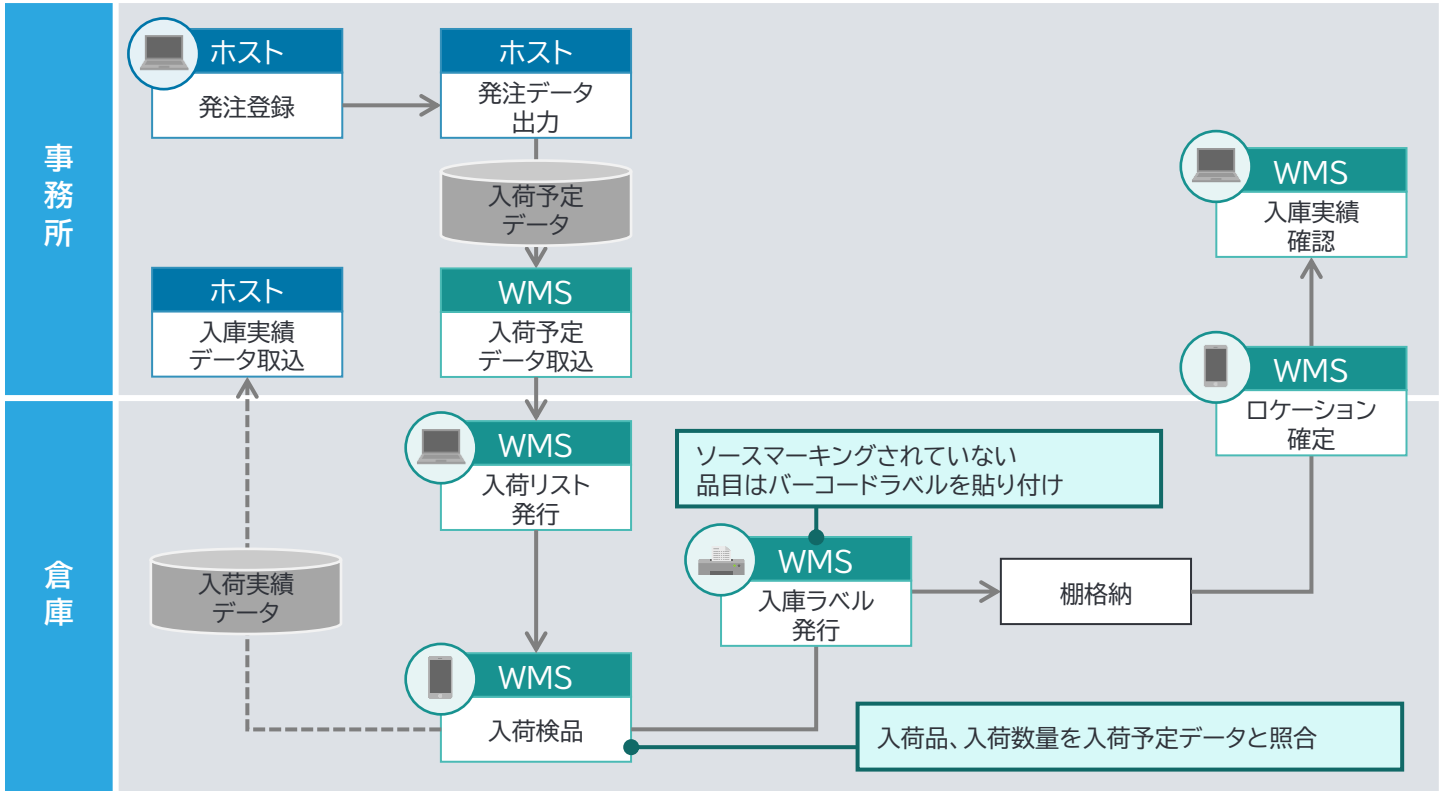 事務所
ホスト
発注登録
ホスト
発注データ
出力
入荷予定
データ
ホスト
入庫実績
データ取込
WMS
入荷予定
データ取込
WMS
入庫実績
確認
WMS
ロケーション
確定
倉庫
WMS
入荷リスト
発行
ソースマーキングされていない
品目はバーコードラベルを貼り付け
入荷実績
データ
WMS
入庫ラベル
発行
棚格納
WMS
入荷検品
入荷品、入荷数量を入荷予定データと照合